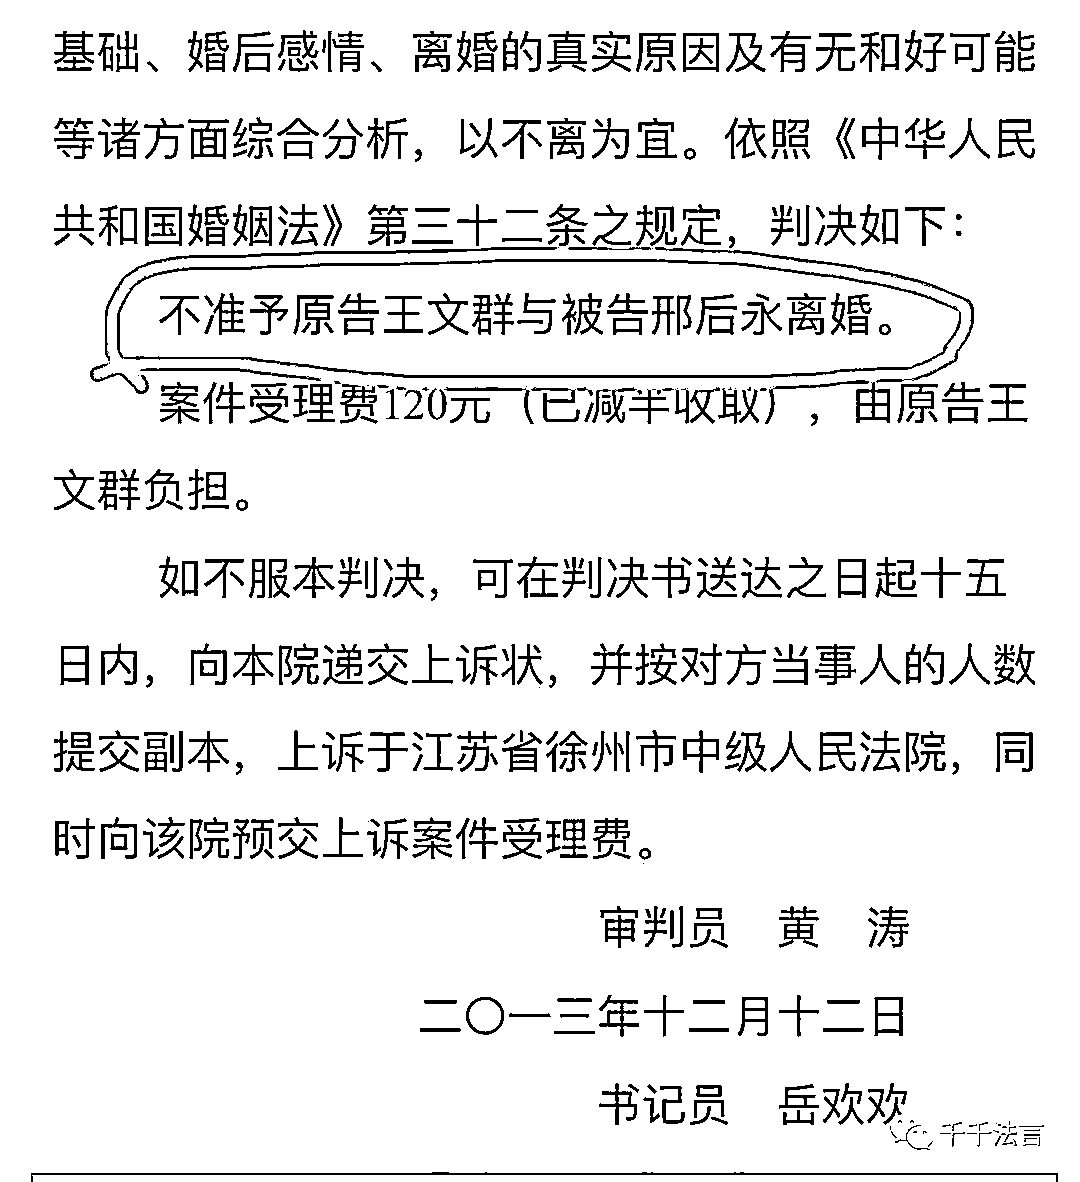 基础、婚后感情、离婚的真实原因及有无和好可能
等诸方面综合分析，以不离为宜。依照《中华人民
共和国婚姻法》第三十二条之规定，判决如下：
不准予原告王文群与被告邢后永离婚。
案件受理费120元（已减半收取），由原告王
文群负担。
如不服本判决，可在判决书送达之日起十五
日内，向本院递交上诉状，并按对方当事人的人数
提交副本，上诉于江苏省徐州市中级人民法院，同
时向该院预交上诉案件受理费。
审判员 黄 涛
二〇一三年十二月十二日
书记员 岳欢欢
千千法言